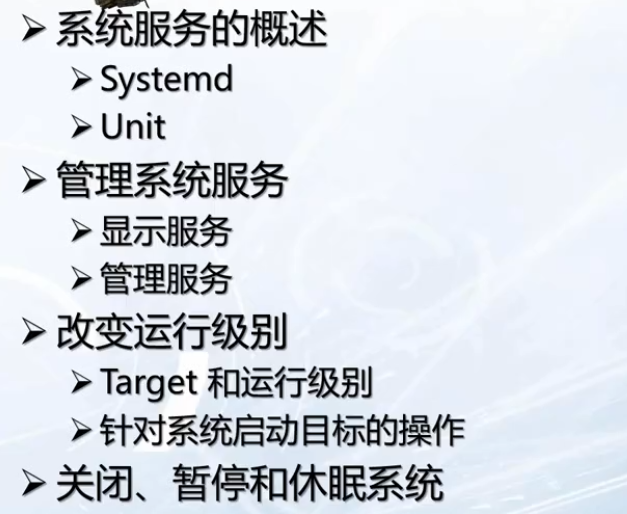 系统服务的概述
Systemd
Unit
管理系统服务
显示服务
管理服务
改变运行级别
Target 和运行级别
针对系统启动目标的操作
关闭、暂停和休眠系统